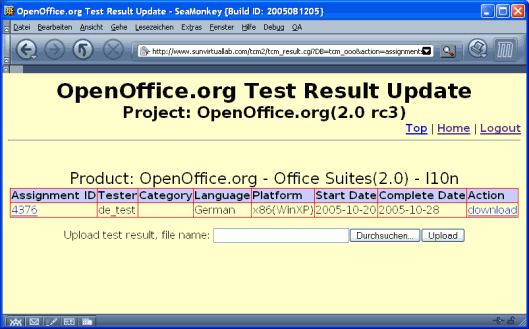 OpenOffice.org Test Result Update - SeaMonkey {Build ID: 2005081205}
Datei Bearbeiten Ansicht Gehe Lesezeichen Extras Fenster Hilfe Debug QA
http://www.sunvirtuallab.com/tcm2/tcm_result.cgi?DB=tcm_ooo&action=assignment
OpenOffice.org Test Result Update
Project: OpenOffice.org(2.0 rc3)
Top | Home | Logout
Product: OpenOffice.org - Office Suites(2.0) - l10n
Assignment ID Tester Category Language Platform Start Date Complete Date Action
4376 de_test German x86(WinXP) 2005-10-20 2005-10-28 download
Upload test result, file name: Durchsuchen... Upload